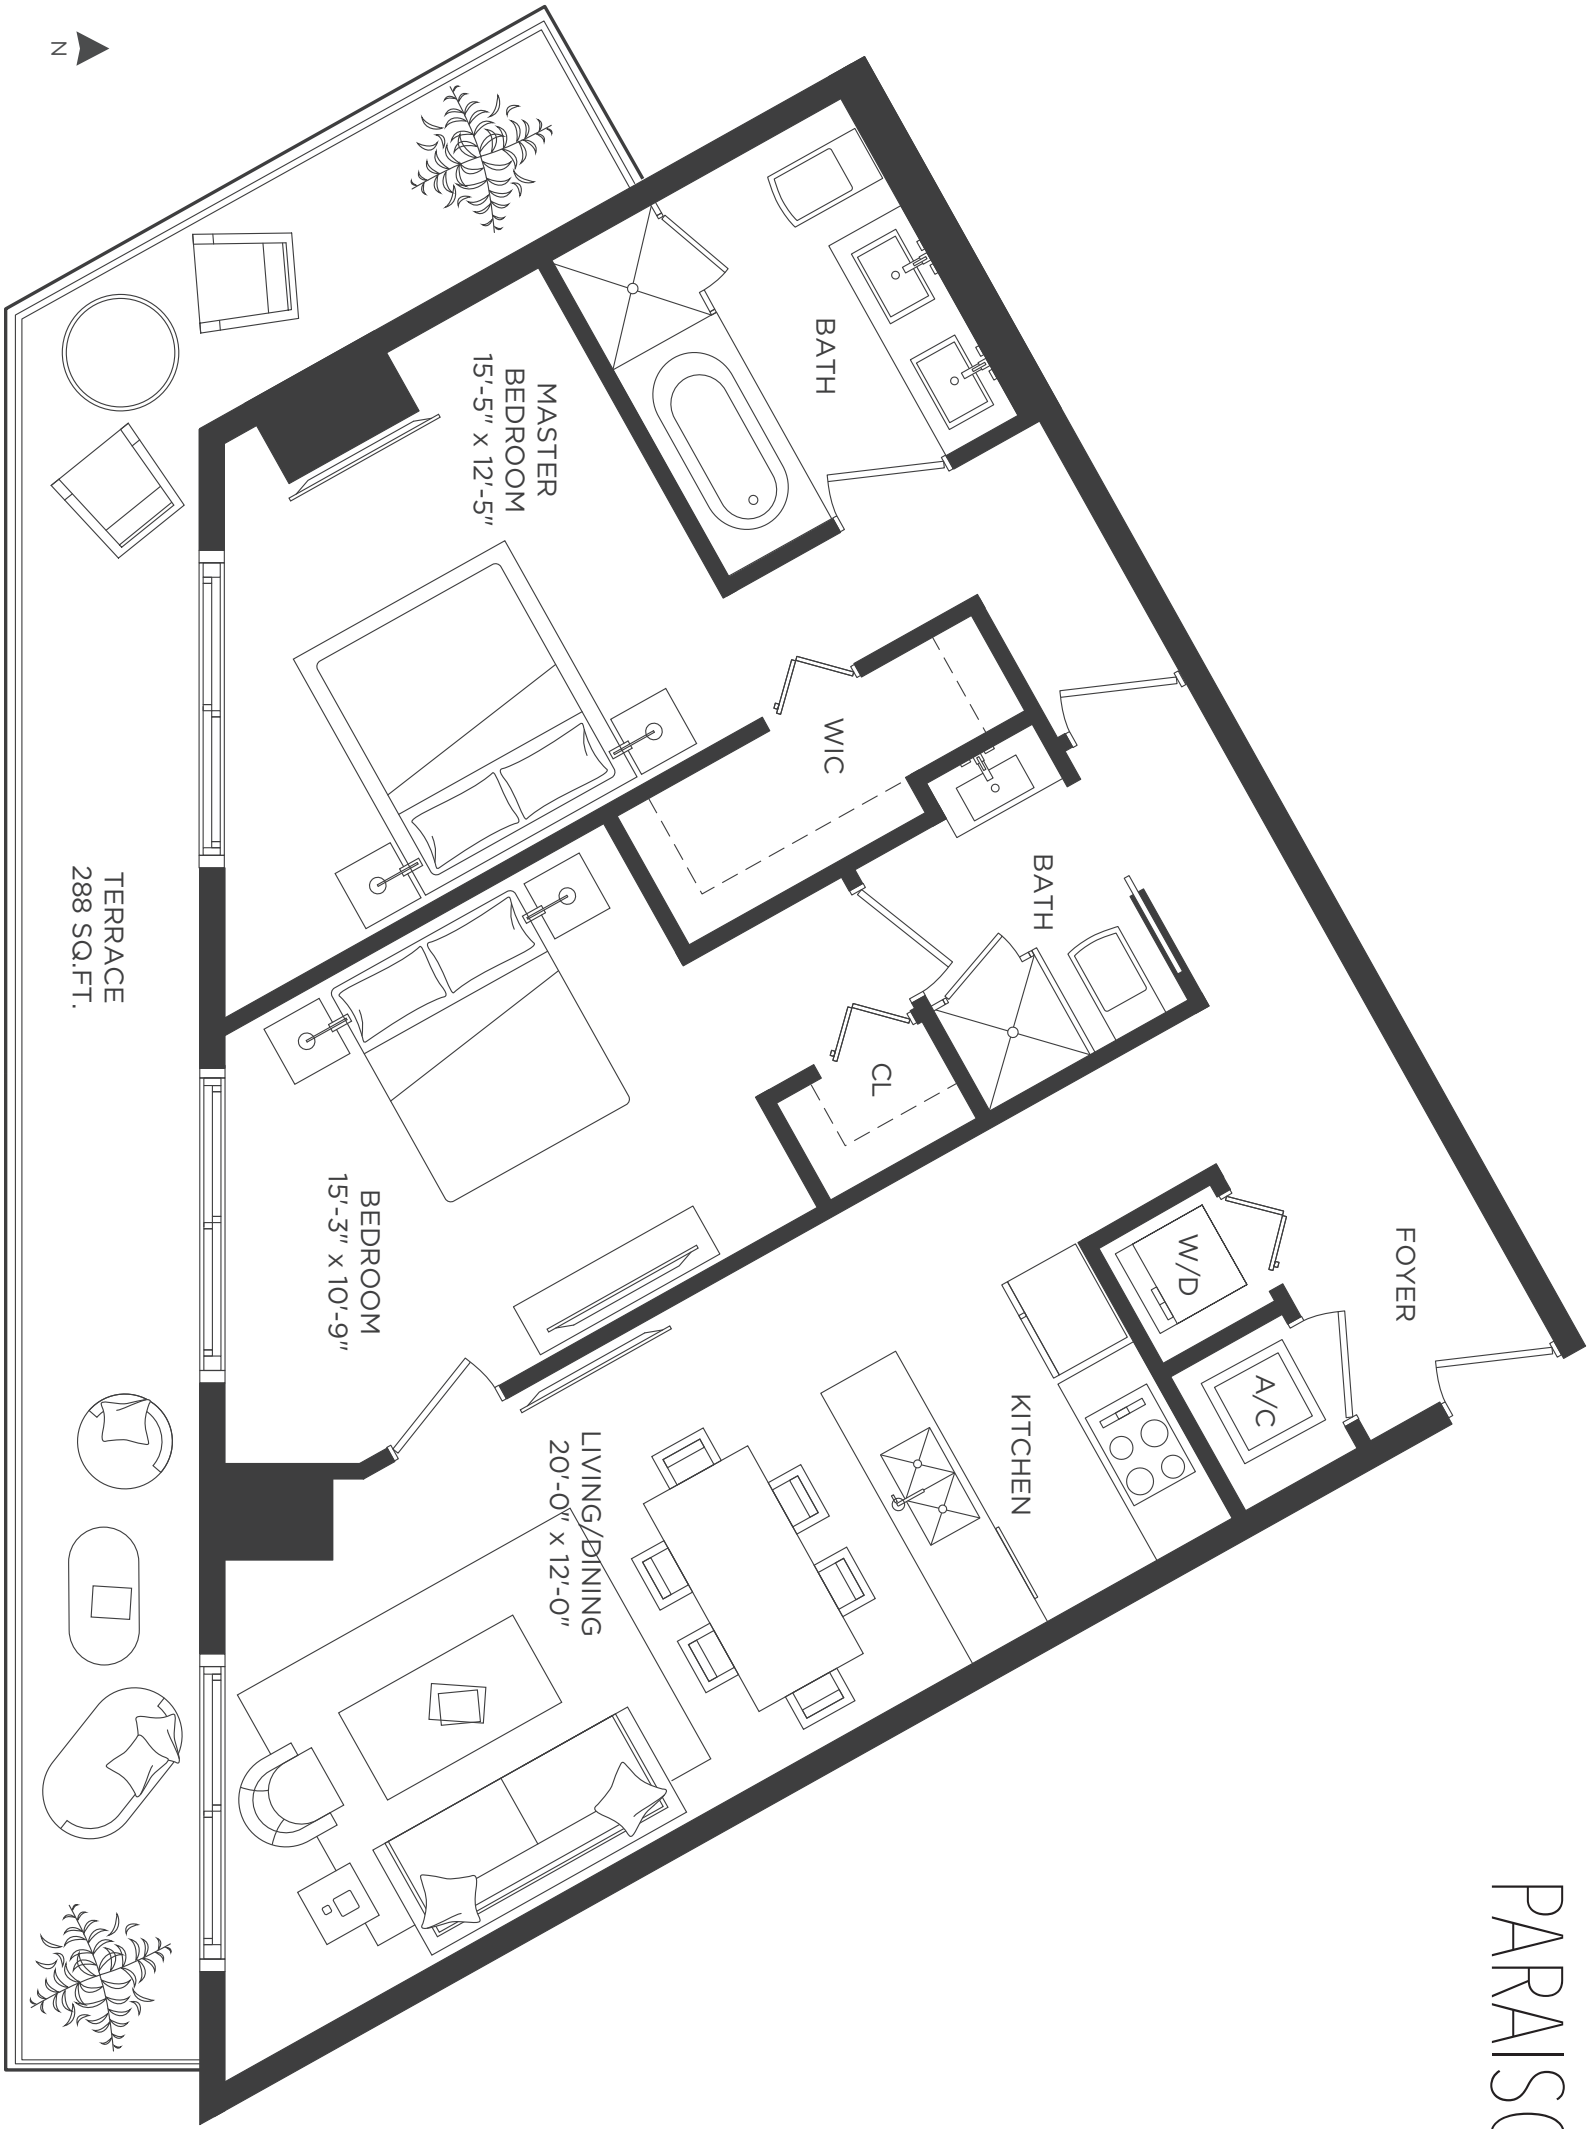 PARAISO
N
BATH
MASTER
BEDROOM
15'-5" x 12'-5"
WIC
BATH
CL
FOYER
W/D
A/C
KITCHEN
BEDROOM
15'-3" x 10'-9"
LIVING/DINING
20'-0" x 12'-0"
TERRACE
288 SQ.FT.